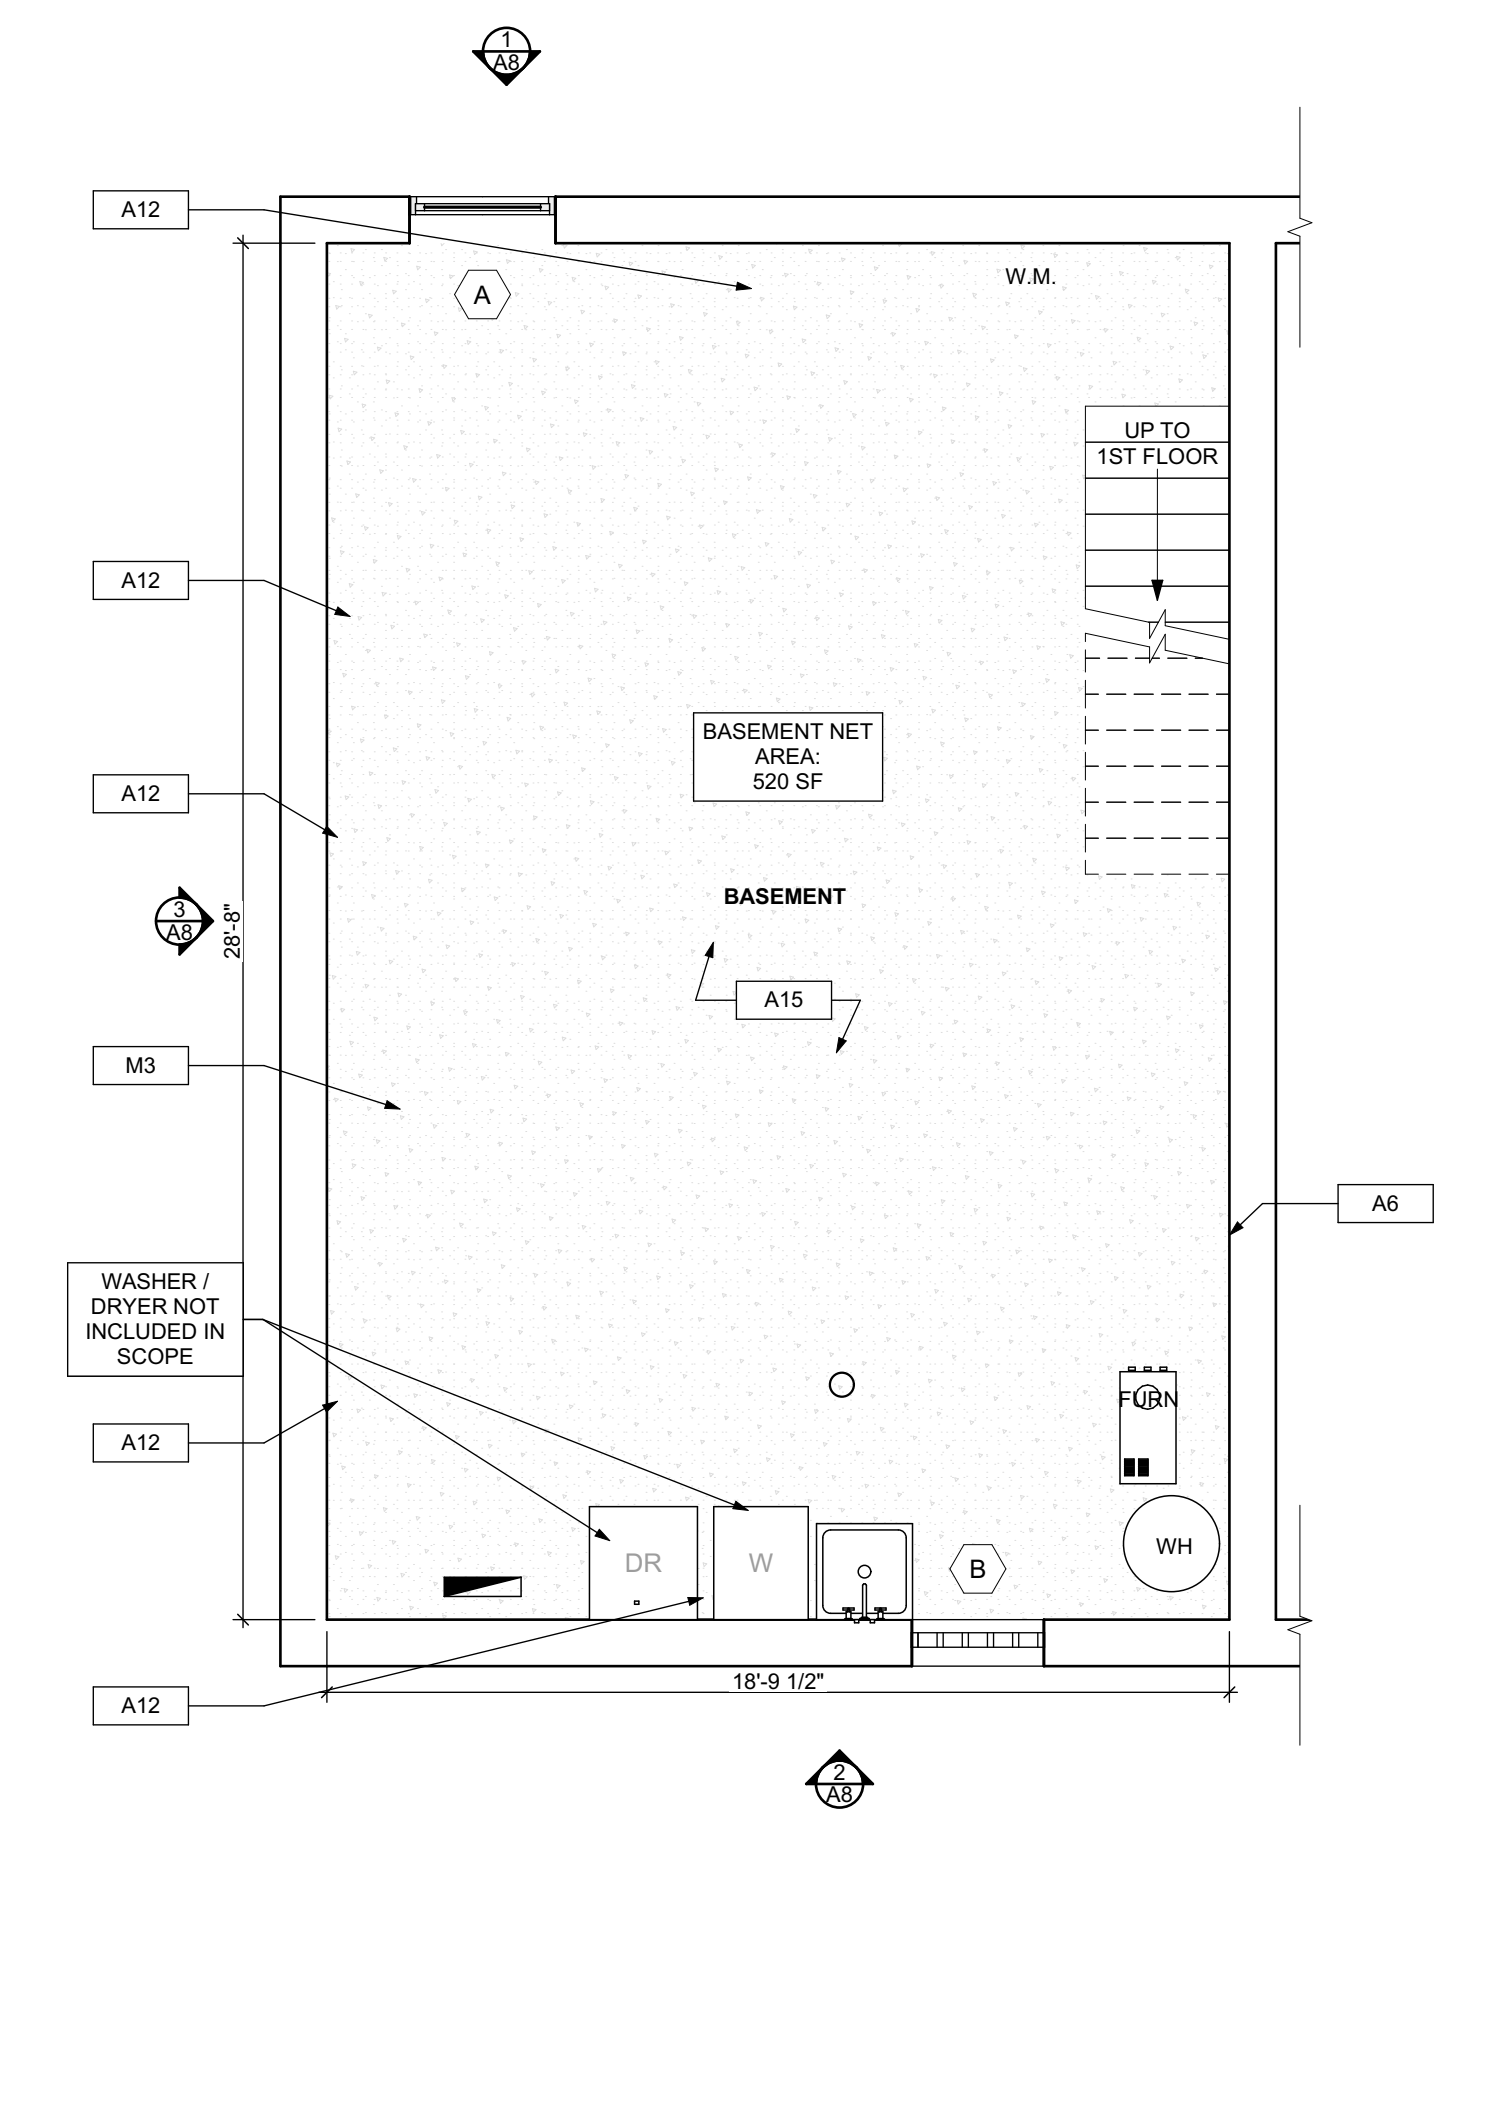 1
A8
A12
A
W.M.
UP TO
1ST FLOOR
A12
BASEMENT NET
AREA:
520 SF
A12
BASEMENT
3
A8
28'-8"
A15
M3
A6
WASHER /
DRYER NOT
INCLUDED IN
SCOPE
FURN
A12
DR
W
B
WH
18'-9 1/2"
A12
2
A8